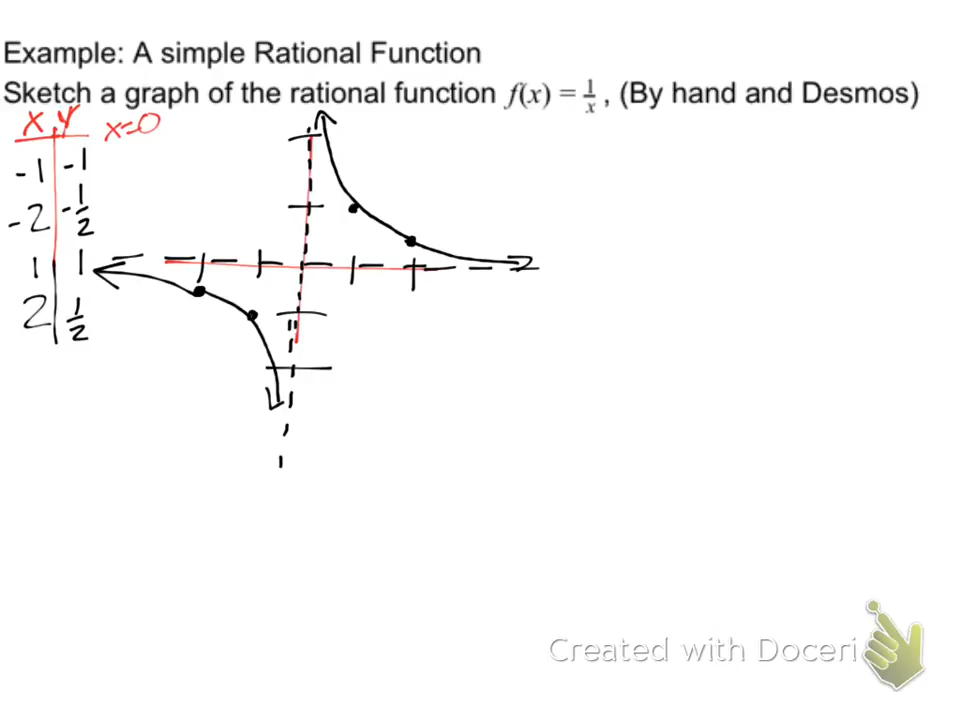 Example: A simple Rational Function
Sketch a graph of the rational function f(x) = 1/x , (By hand and Desmos)
x, y x=0
-1 -1
-2 -1/2
1 1
2 1/2
Created with Doceri